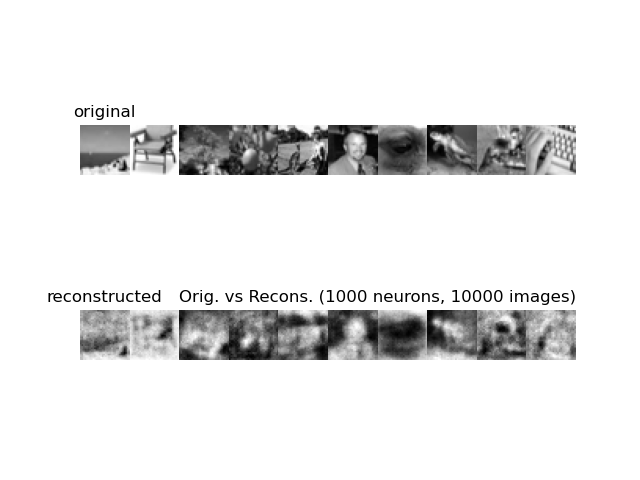 original
reconstructed
Orig. vs Recons. (1000 neurons, 10000 images)